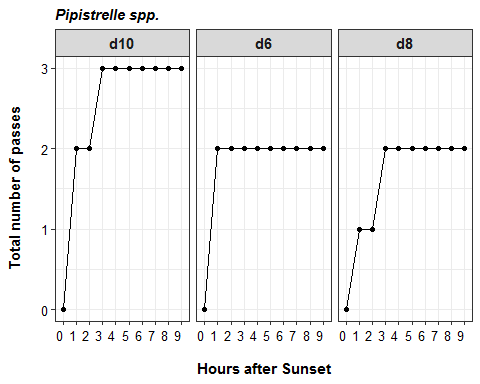 Pipistrelle spp.
d10 d6 d8
Total number of passes
3
2
1
0
0 1 2 3 4 5 6 7 8 9 0 1 2 3 4 5 6 7 8 9 0 1 2 3 4 5 6 7 8 9
Hours after Sunset